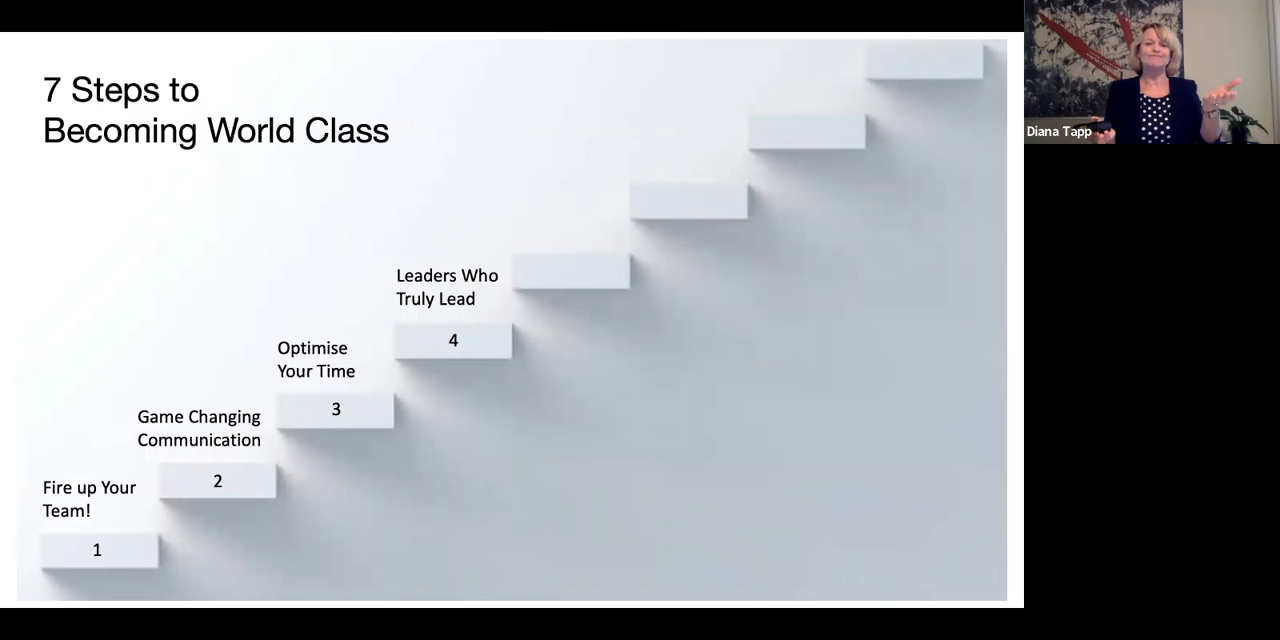 7 Steps to
Becoming World Class
Leaders Who
Truly Lead
4
Optimise
Your Time
3
Game Changing
Communication
2
Fire up Your
Team!
1
Diana Tapp